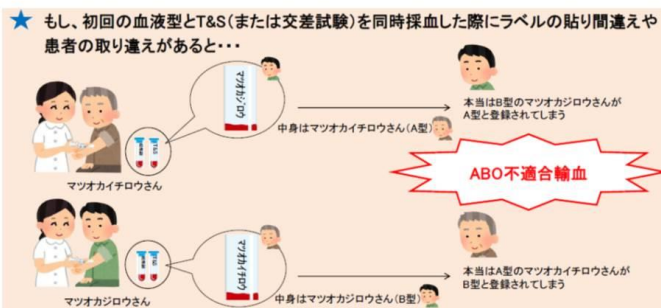 ★ もし、初回の血液型とT&S(または交差試験)を同時採血した際にラベルの貼り間違えや
患者の取り違えがあると・・・
マツオカジロウ
中身はマツオカイチロウさん(A型)
本当はB型のマツオカジロウさんが
A型と登録されてしまう
マツオカイチロウさん
ABO不適合輸血
マツオカイチロウ
中身はマツオカジロウさん(B型)
本当はA型のマツオカイチロウさんが
B型と登録されてしまう
マツオカジロウさん